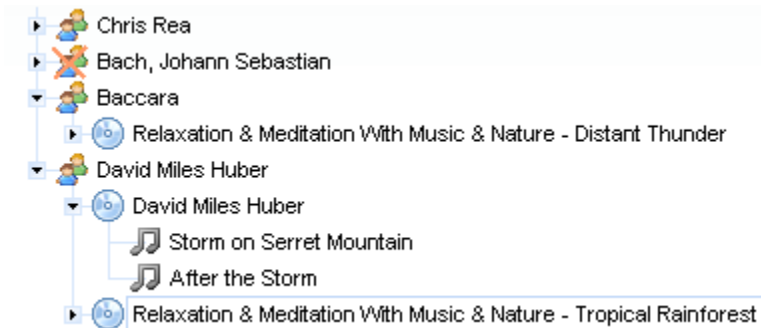 Chris Rea
Bach, Johann Sebastian
Baccara
Relaxation & Meditation With Music & Nature - Distant Thunder
David Miles Huber
David Miles Huber
Storm on Serret Mountain
After the Storm
Relaxation & Meditation With Music & Nature - Tropical Rainforest